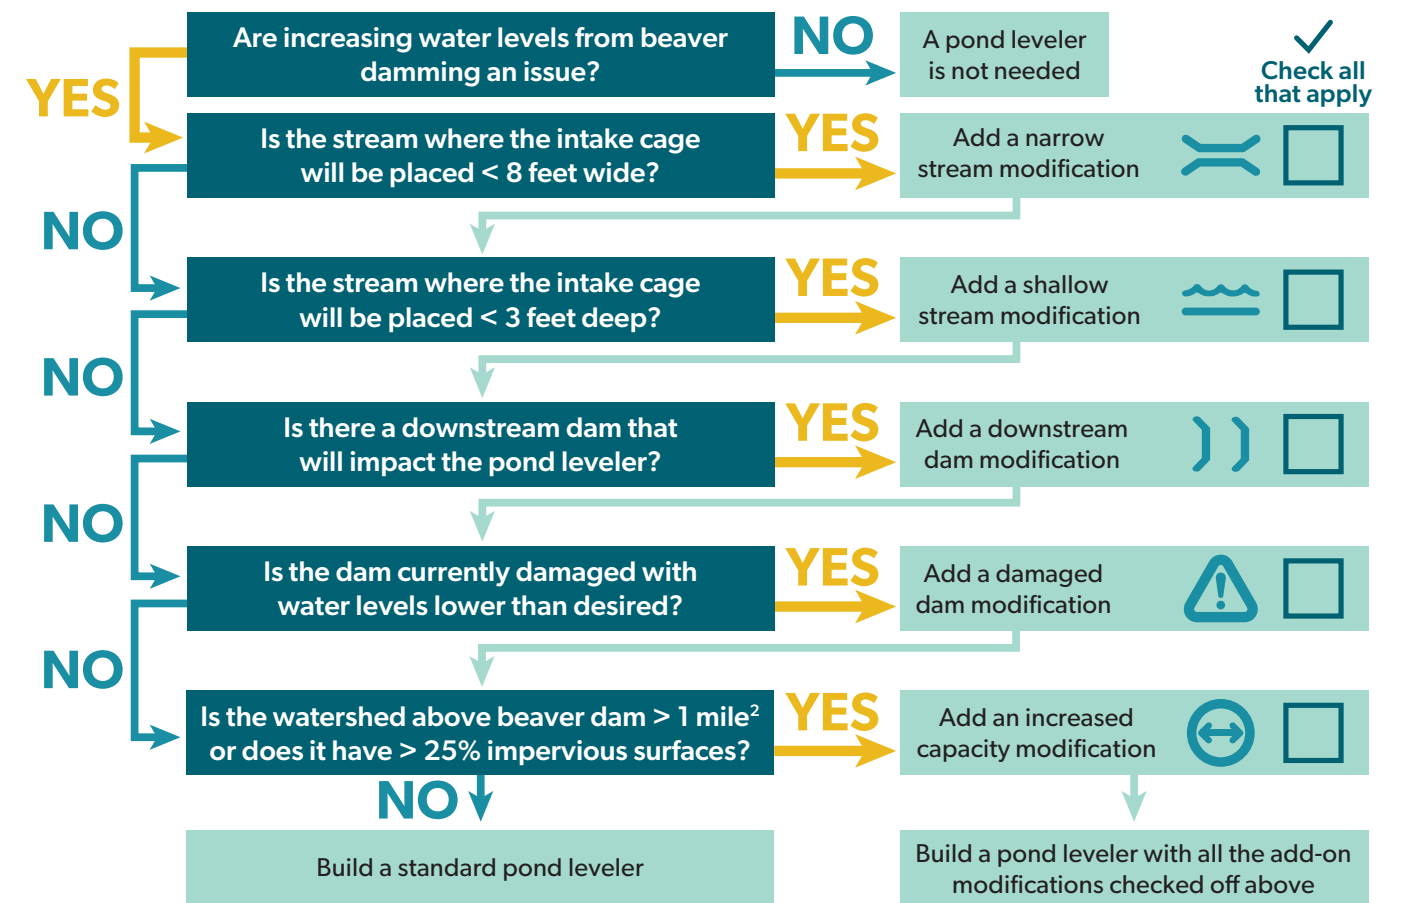 Are increasing water levels from beaver
damming an issue?
NO
A pond leveler
is not needed
Check all
that apply
YES
Is the stream where the intake cage
will be placed < 8 feet wide?
YES
Add a narrow
stream modification
NO
Is the stream where the intake cage
will be placed < 3 feet deep?
YES
Add a shallow
stream modification
NO
Is there a downstream dam that
will impact the pond leveler?
YES
Add a downstream
dam modification
NO
Is the dam currently damaged with
water levels lower than desired?
YES
Add a damaged
dam modification
NO
Is the watershed above beaver dam > 1 mile²
or does it have > 25% impervious surfaces?
YES
Add an increased
capacity modification
NO
Build a standard pond leveler
Build a pond leveler with all the add-on
modifications checked off above